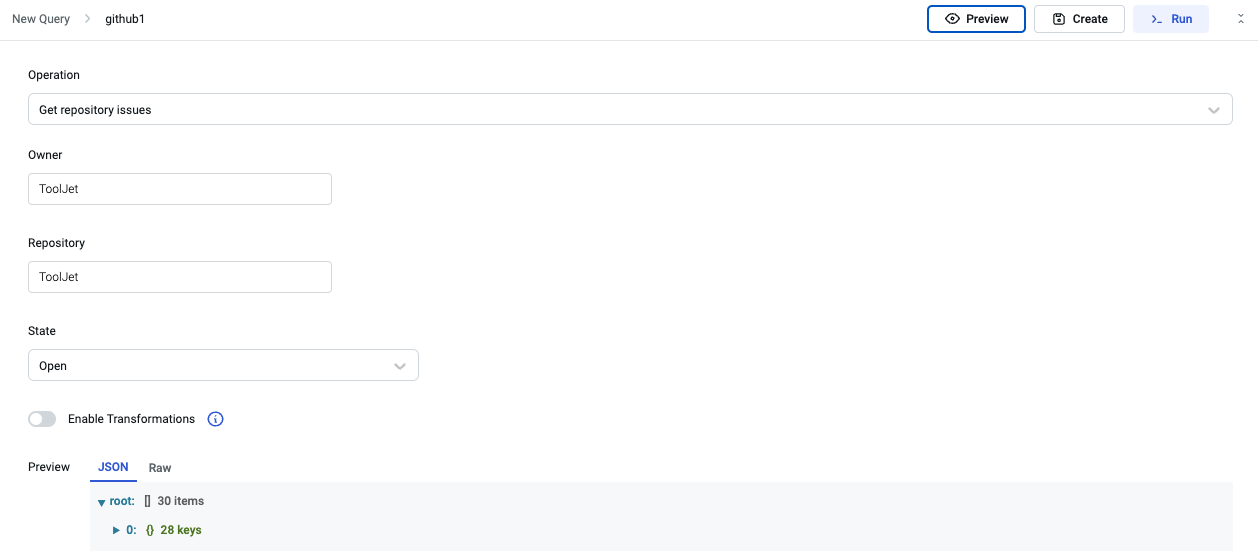 New Query > github1 Preview Create >_ Run
Operation
Get repository issues
Owner
ToolJet
Repository
ToolJet
State
Open
Enable Transformations i
Preview JSON Raw
root: [] 30 items
0: {} 28 keys